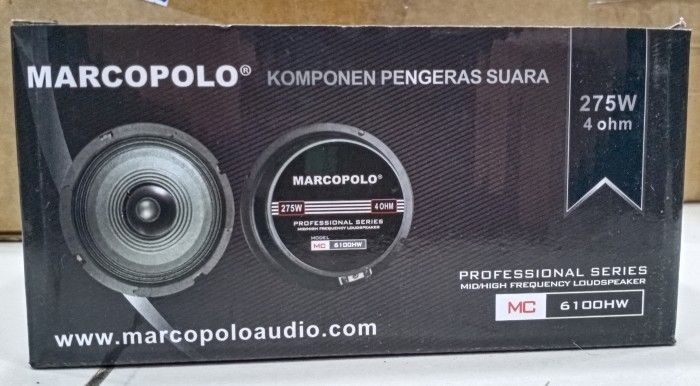 MARCOPOLO® KOMPONEN PENGERAS SUARA
275W
4 ohm
MARCOPOLO®
275W 4 OHM
PROFESSIONAL SERIES
MID/HIGH FREQUENCY LOUDSPEAKER
MODEL
MC 6100HW
PROFESSIONAL SERIES
MID/HIGH FREQUENCY LOUDSPEAKER
MC 6100HW
www.marcopoloaudio.com